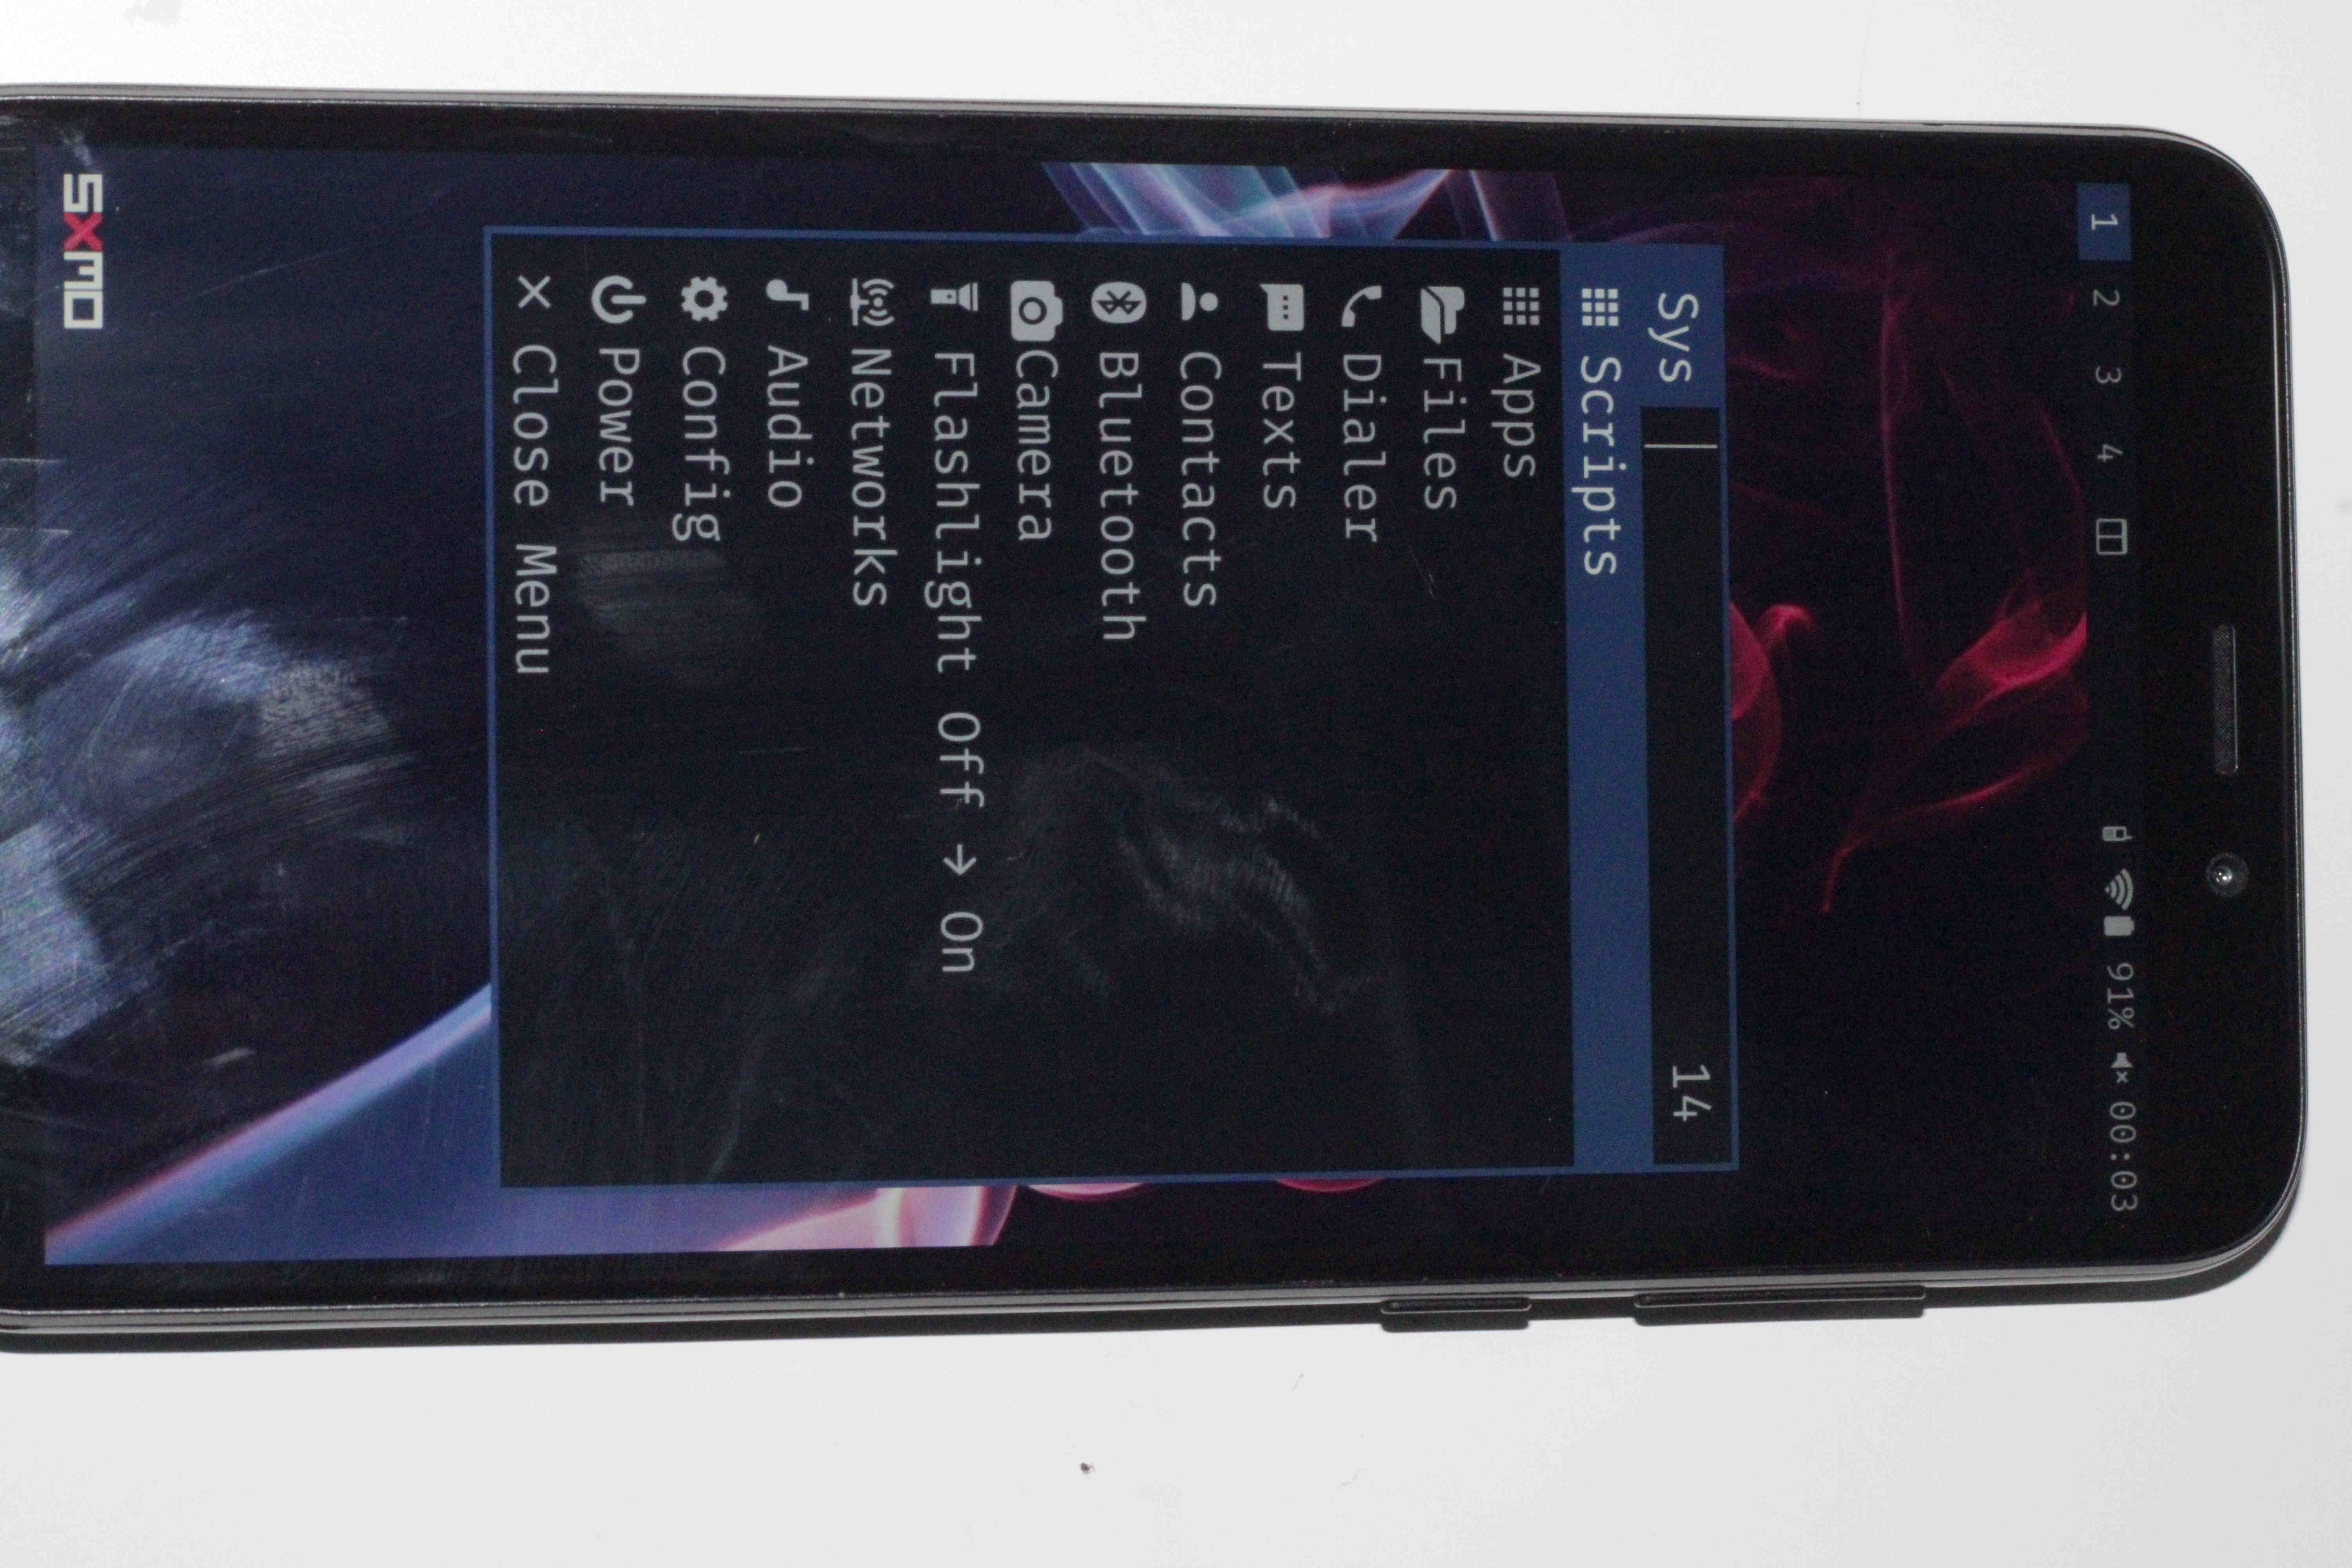 1 2 3 4 91% 00:03
Sys 14
Scripts
Apps
Files
Dialer
Texts
Contacts
Bluetooth
Camera
Flashlight Off → On
Networks
Audio
Config
Power
× Close Menu
sxmo